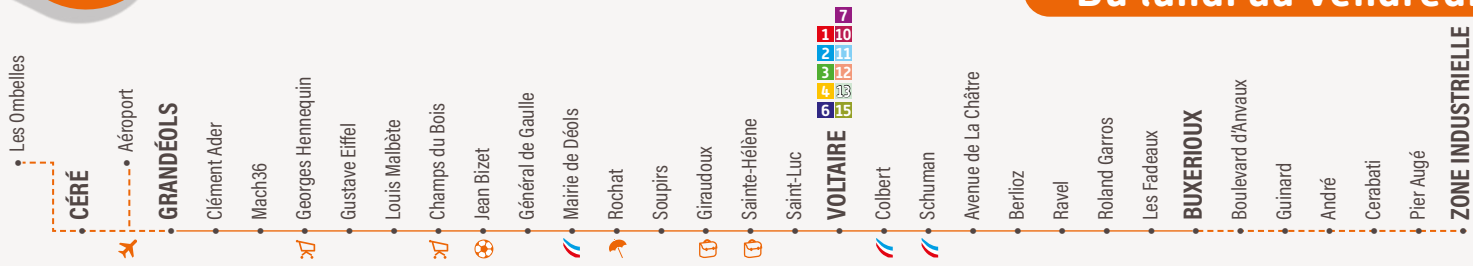 Du lundi au vendredi
Les Ombelles
CÉRÉ
Aéroport
GRANDÉOLS
Clément Ader
Mach36
Georges Hennequin
Gustave Eiffel
Louis Malbète
Champs du Bois
Jean Bizet
Général de Gaulle
Mairie de Déols
Rochat
Soupirs
Giraudoux
Sainte-Hélène
Saint-Luc
7
1 10
2 11
3 12
4 13
6 15
VOLTAIRE
Colbert
Schuman
Avenue de La Châtre
Berlioz
Ravel
Roland Garros
Les Fadeaux
BUXERIOUX
Boulevard d'Anvaux
Guinard
André
Cerabati
Pier Augé
ZONE INDUSTRIELLE